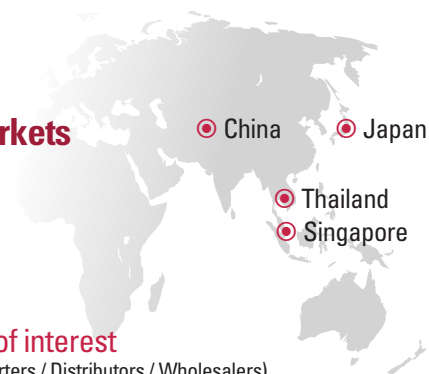 rkets
China
Japan
Thailand
Singapore
of interest
rters / Distributors / Wholesalers)